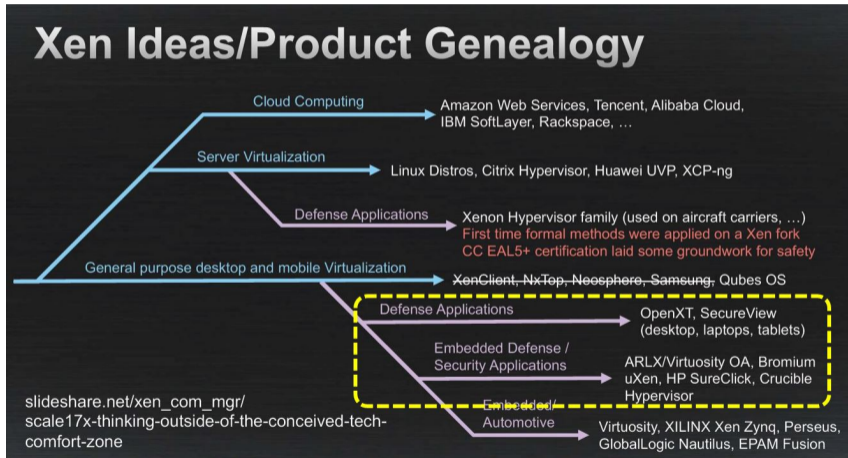 Xen Ideas/Product Genealogy
Cloud Computing
Amazon Web Services, Tencent, Alibaba Cloud,
IBM SoftLayer, Rackspace, …
Server Virtualization
Linux Distros, Citrix Hypervisor, Huawei UVP, XCP-ng
Defense Applications
Xenon Hypervisor family (used on aircraft carriers, …)
First time formal methods were applied on a Xen fork
CC EAL5+ certification laid some groundwork for safety
General purpose desktop and mobile Virtualization
XenClient, NxTop, Neosphere, Samsung, Qubes OS
Defense Applications
OpenXT, SecureView
(desktop, laptops, tablets)
Embedded Defense /
Security Applications
ARLX/Virtuosity OA, Bromium
uXen, HP SureClick, Crucible
Hypervisor
Embedded/
Automotive
Virtuosity, XILINX Xen Zynq, Perseus,
GlobalLogic Nautilus, EPAM Fusion
slideshare.net/xen_com_mgr/
scale17x-thinking-outside-of-the-conceived-tech-
comfort-zone